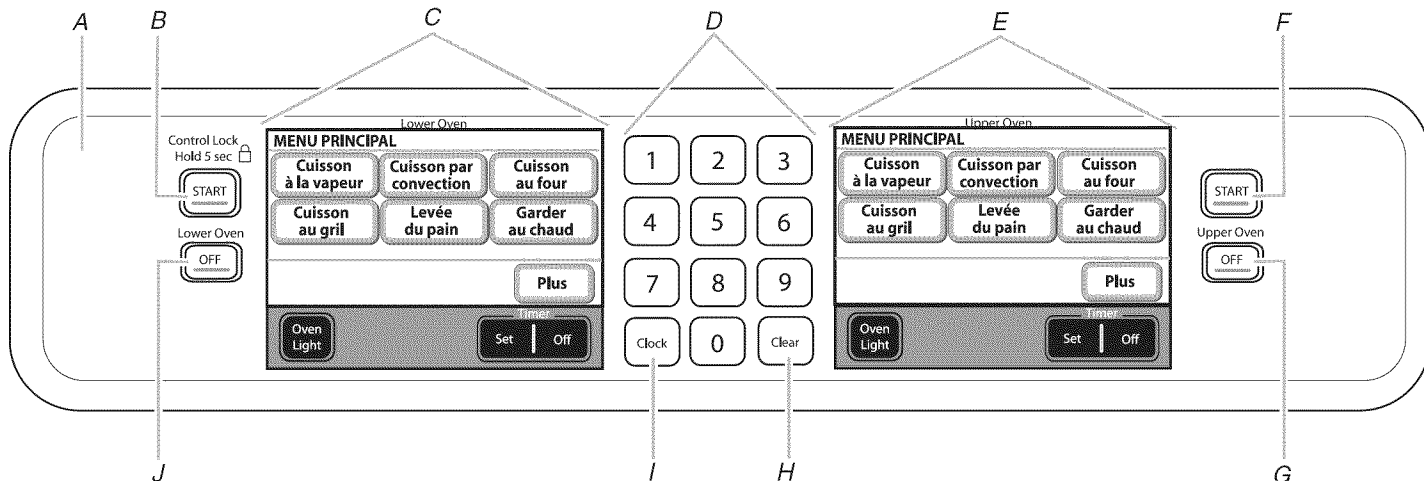 A
B
C
D
E
F
Control Lock
Hold 5 sec
START
Lower Oven
OFF
Lower Oven
MENU PRINCIPAL
Cuisson
à la vapeur
Cuisson par
convection
Cuisson
au four
Cuisson
au gril
Levée
du pain
Garder
au chaud
Plus
Oven
Light
Timer
Set
Off
1 2 3
4 5 6
7 8 9
Clock 0 Clear
Upper Oven
MENU PRINCIPAL
Cuisson
à la vapeur
Cuisson par
convection
Cuisson
au four
Cuisson
au gril
Levée
du pain
Garder
au chaud
Plus
Oven
Light
Timer
Set
Off
START
Upper Oven
OFF
J
I
H
G